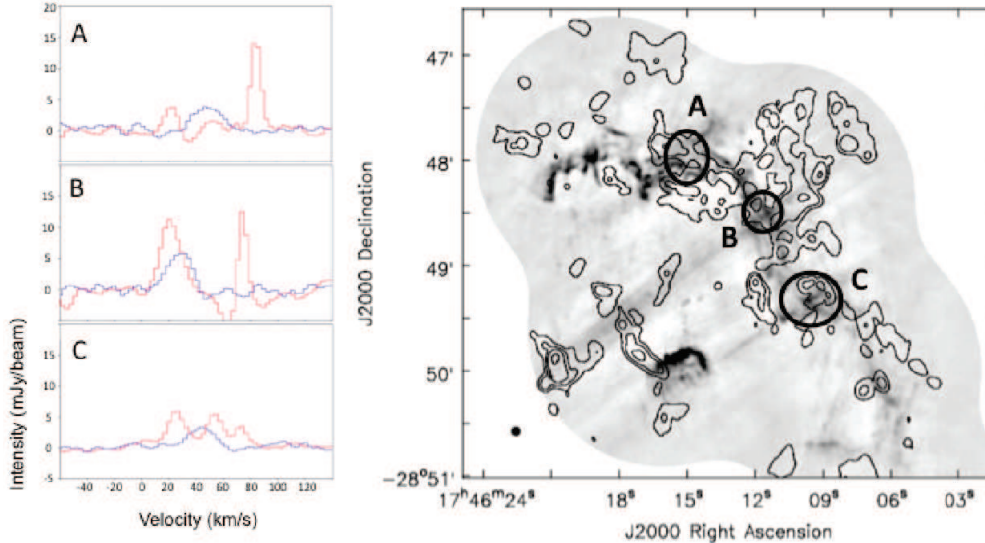 A
20
15
10
5
0
B
15
10
5
0
C
15
10
5
0
-5
-40 -20 0 20 40 60 80 100 120
Velocity (km/s)
Intensity (mJy/beam)
J2000 Declination
47'
48'
49'
50'
-28°51'
A
B
C
17ʰ46ᵐ24ˢ 18ˢ 15ˢ 12ˢ 09ˢ 06ˢ 03ˢ
J2000 Right Ascension